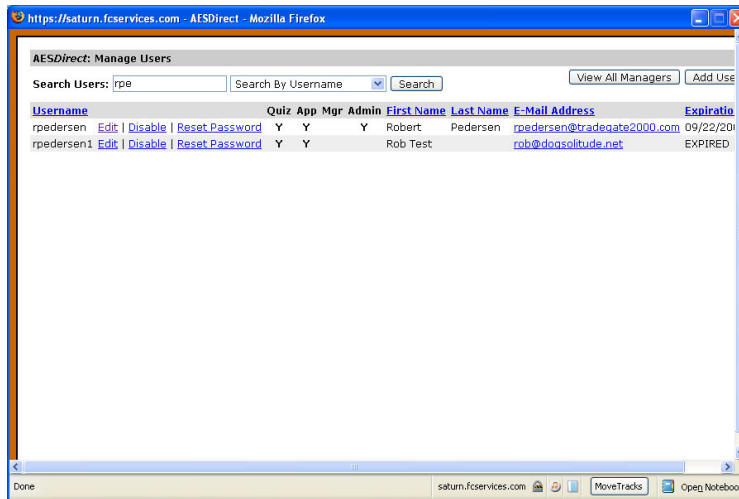 https://saturn.fcservices.com - AESDirect - Mozilla Firefox
AESDirect: Manage Users
Search Users: rpe Search By Username Search View All Managers Add Use
Username Quiz App Mgr Admin First Name Last Name E-Mail Address Expiratio
rpedersen Edit | Disable | Reset Password Y Y Y Robert Pedersen rpedersen@tradegate2000.com 09/22/20
rpedersen1 Edit | Disable | Reset Password Y Y Rob Test rob@dogsolitude.net EXPIRED
Done saturn.fcservices.com MoveTracks Open Noteboo